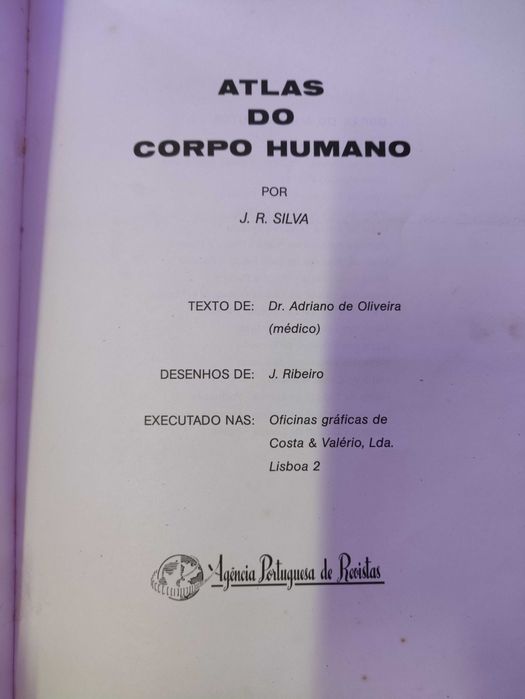 ATLAS
DO
CORPO HUMANO
POR
J. R. SILVA
TEXTO DE: Dr. Adriano de Oliveira
(médico)
DESENHOS DE: J. Ribeiro
EXECUTADO NAS: Oficinas gráficas de
Costa & Valério, Lda.
Lisboa 2
Agência Portuguesa de Revistas